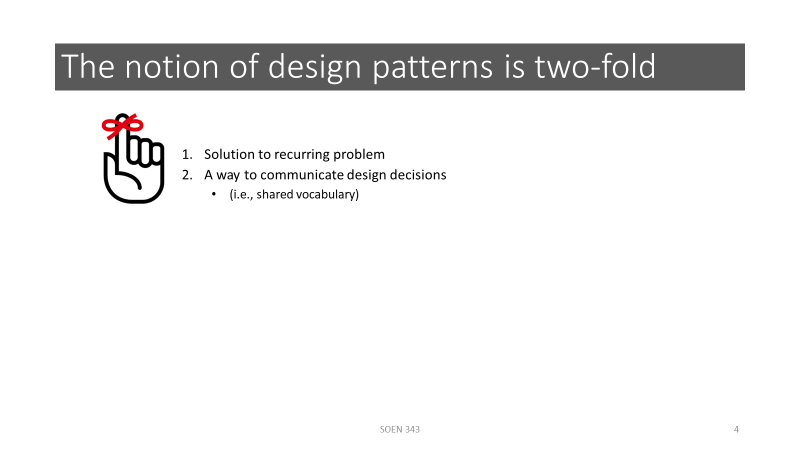 The notion of design patterns is two-fold
1. Solution to recurring problem
2. A way to communicate design decisions
• (i.e., shared vocabulary)
SOEN 343
4